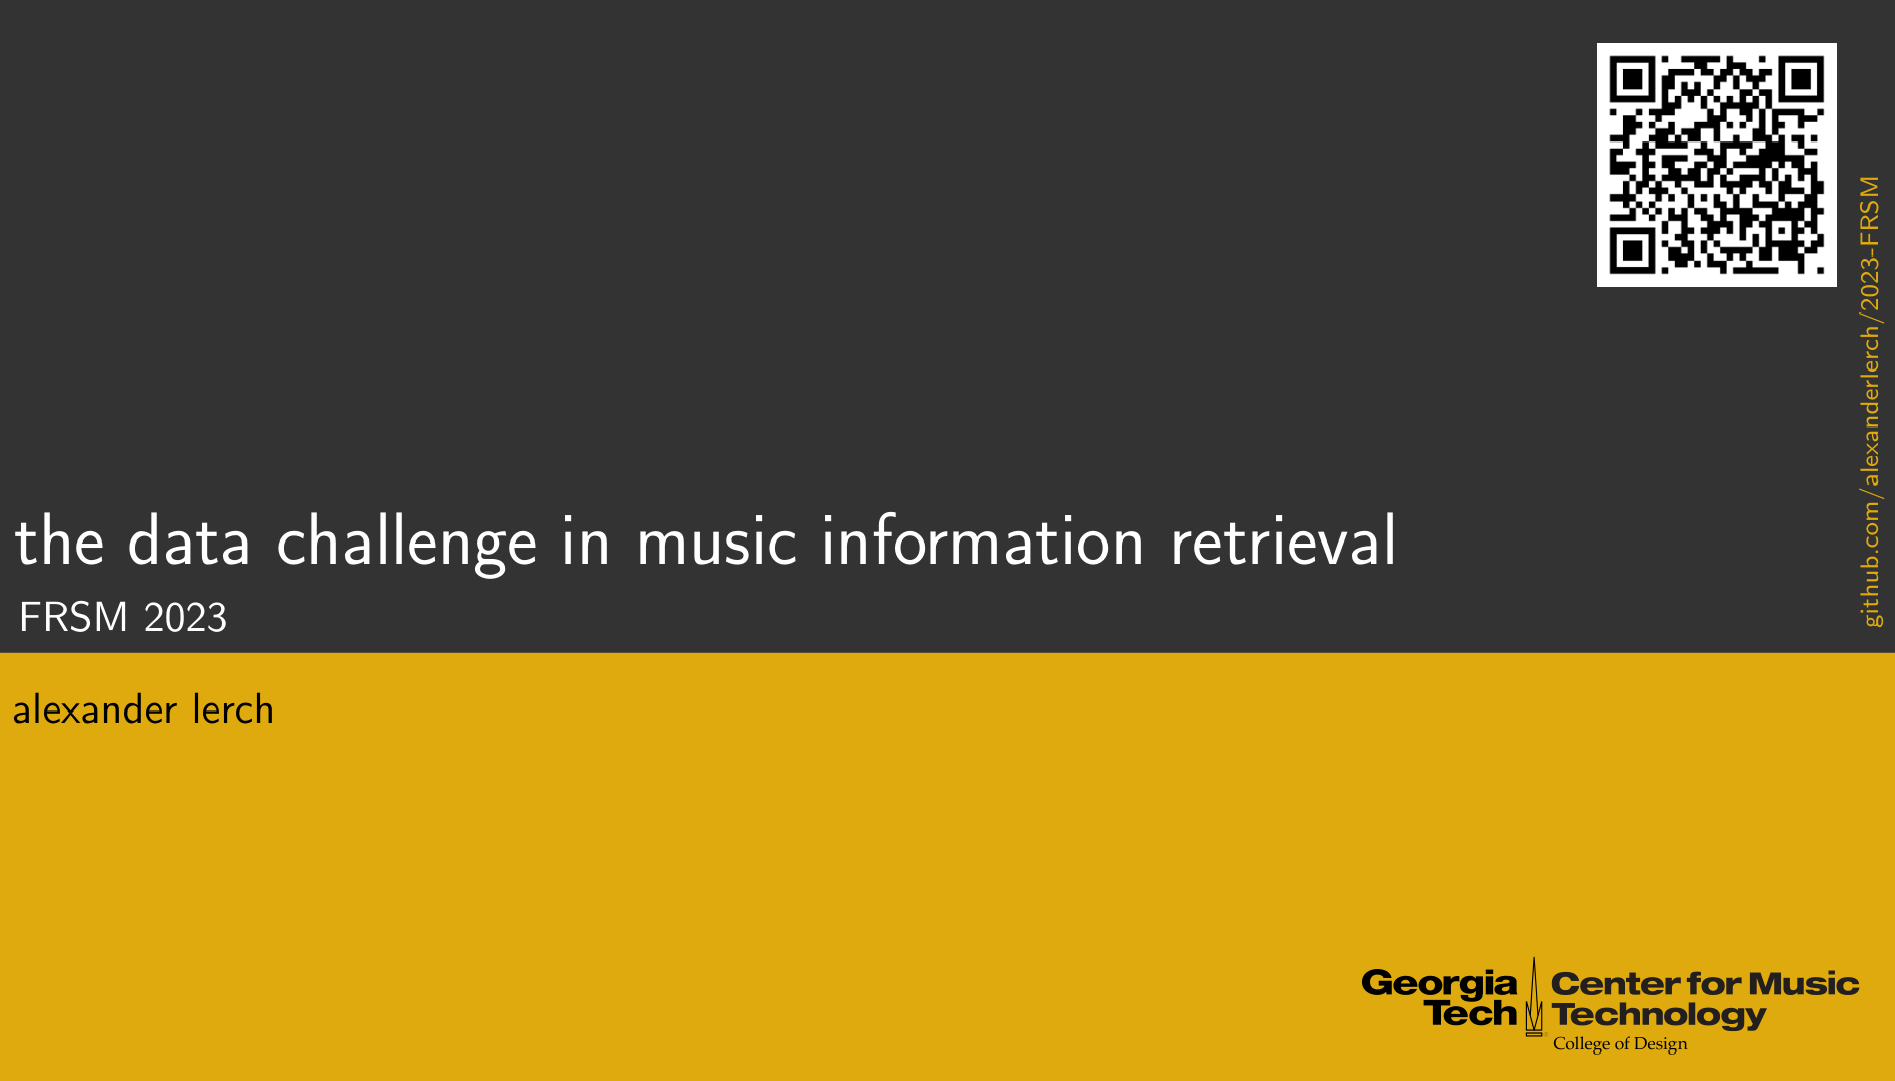 github.com/alexanderlerch/2023-FRSM
the data challenge in music information retrieval
FRSM 2023
alexander lerch
Georgia Tech
Center for Music
Technology
College of Design